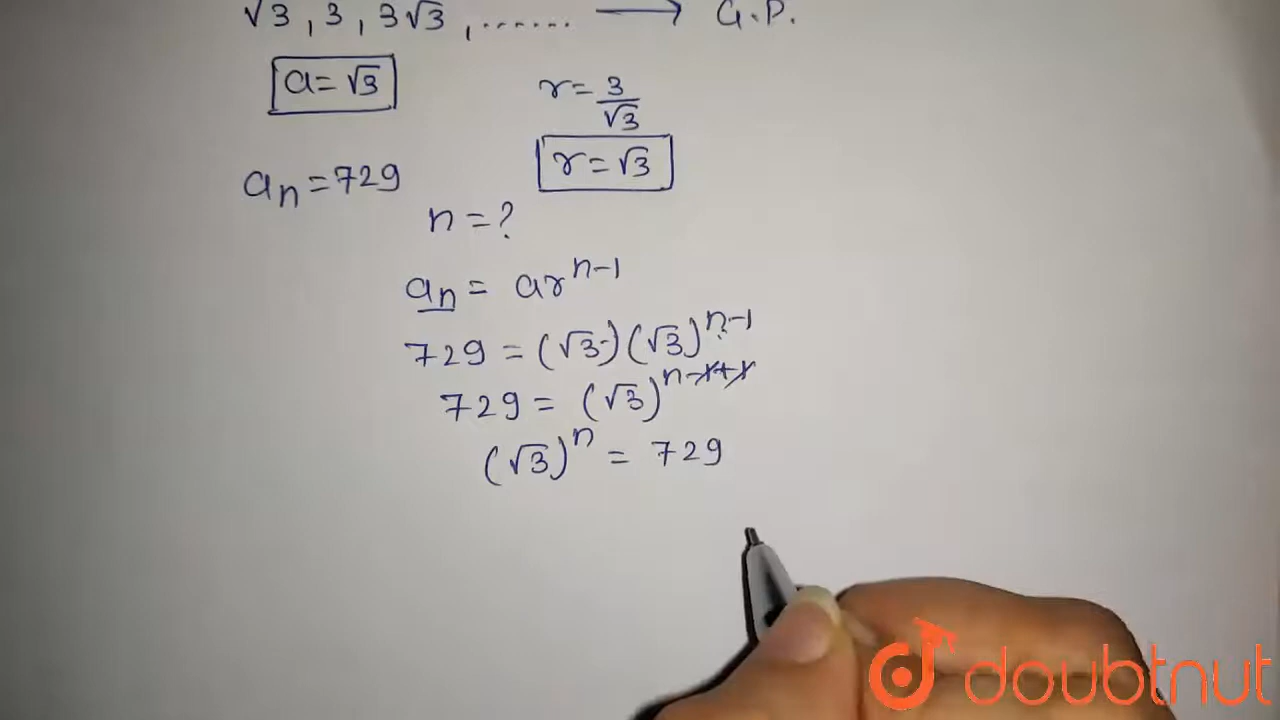 √3 , 3 , 3√3 , ....... ⟶ G.P.
a = √3
r = 3/√3
r = √3
aₙ = 729
n = ?
aₙ = arⁿ⁻¹
729 = (√3)(√3)ⁿ⁻¹
729 = (√3)ⁿ⁻¹⁺¹
(√3)ⁿ = 729
doubtnut